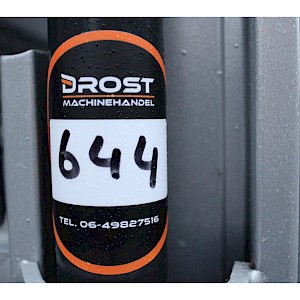 DROST
MACHINEHANDEL
644
TEL. 06-49827516